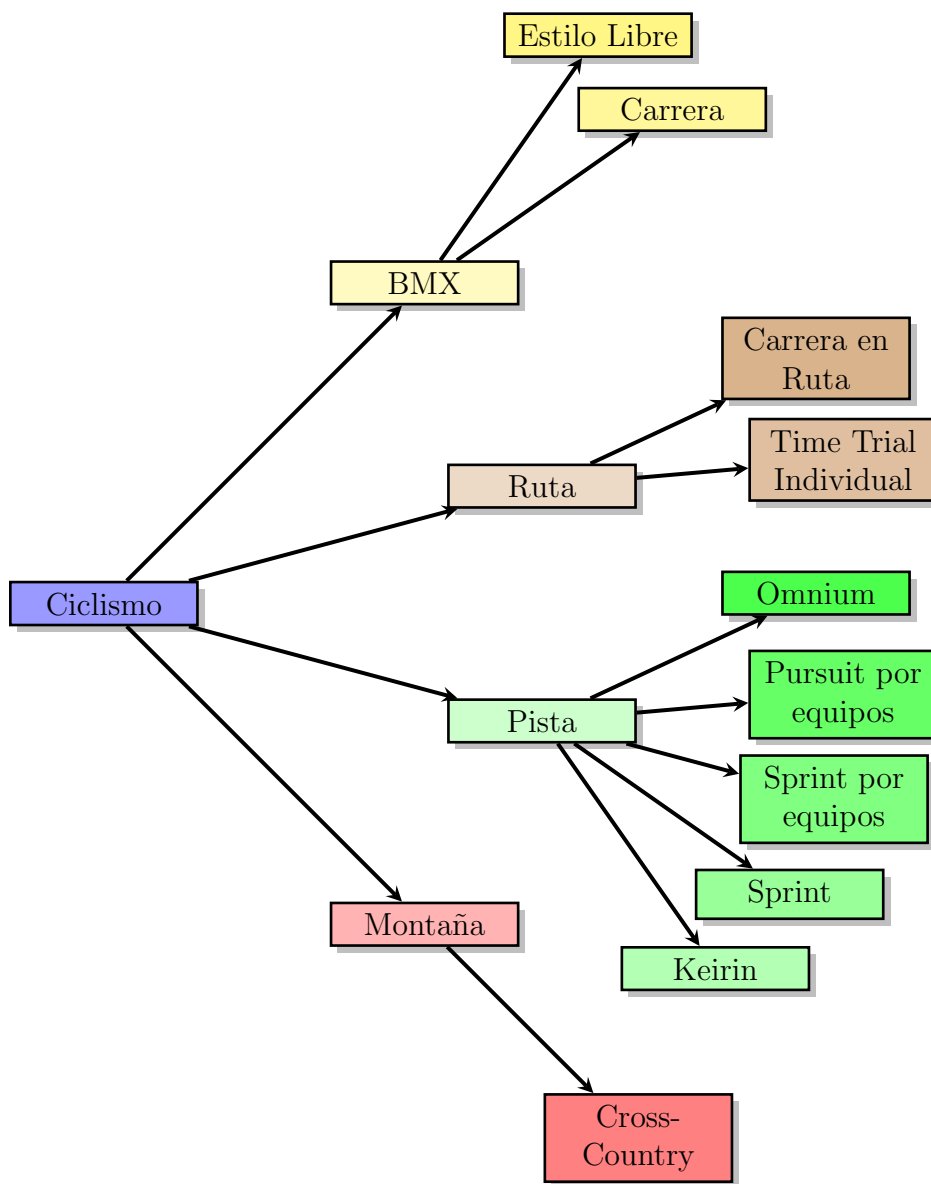 Estilo Libre
Carrera
BMX
Carrera en
Ruta
Time Trial
Individual
Ruta
Ciclismo
Omnium
Pursuit por
equipos
Pista
Sprint por
equipos
Sprint
Montaña
Keirin
Cross-
Country